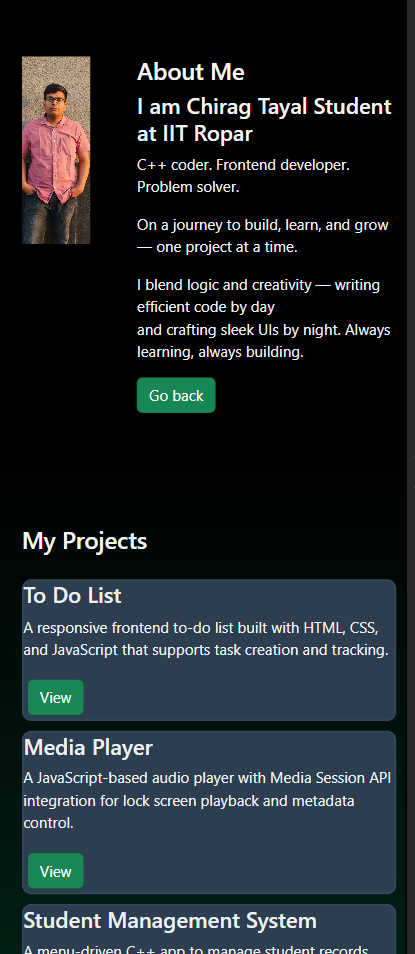 About Me
I am Chirag Tayal Student
at IIT Ropar
C++ coder. Frontend developer.
Problem solver.
On a journey to build, learn, and grow
— one project at a time.
I blend logic and creativity — writing
efficient code by day
and crafting sleek UIs by night. Always
learning, always building.
Go back
My Projects
To Do List
A responsive frontend to-do list built with HTML, CSS,
and JavaScript that supports task creation and tracking.
View
Media Player
A JavaScript-based audio player with Media Session API
integration for lock screen playback and metadata
control.
View
Student Management System
A menu-driven C++ app to manage student records